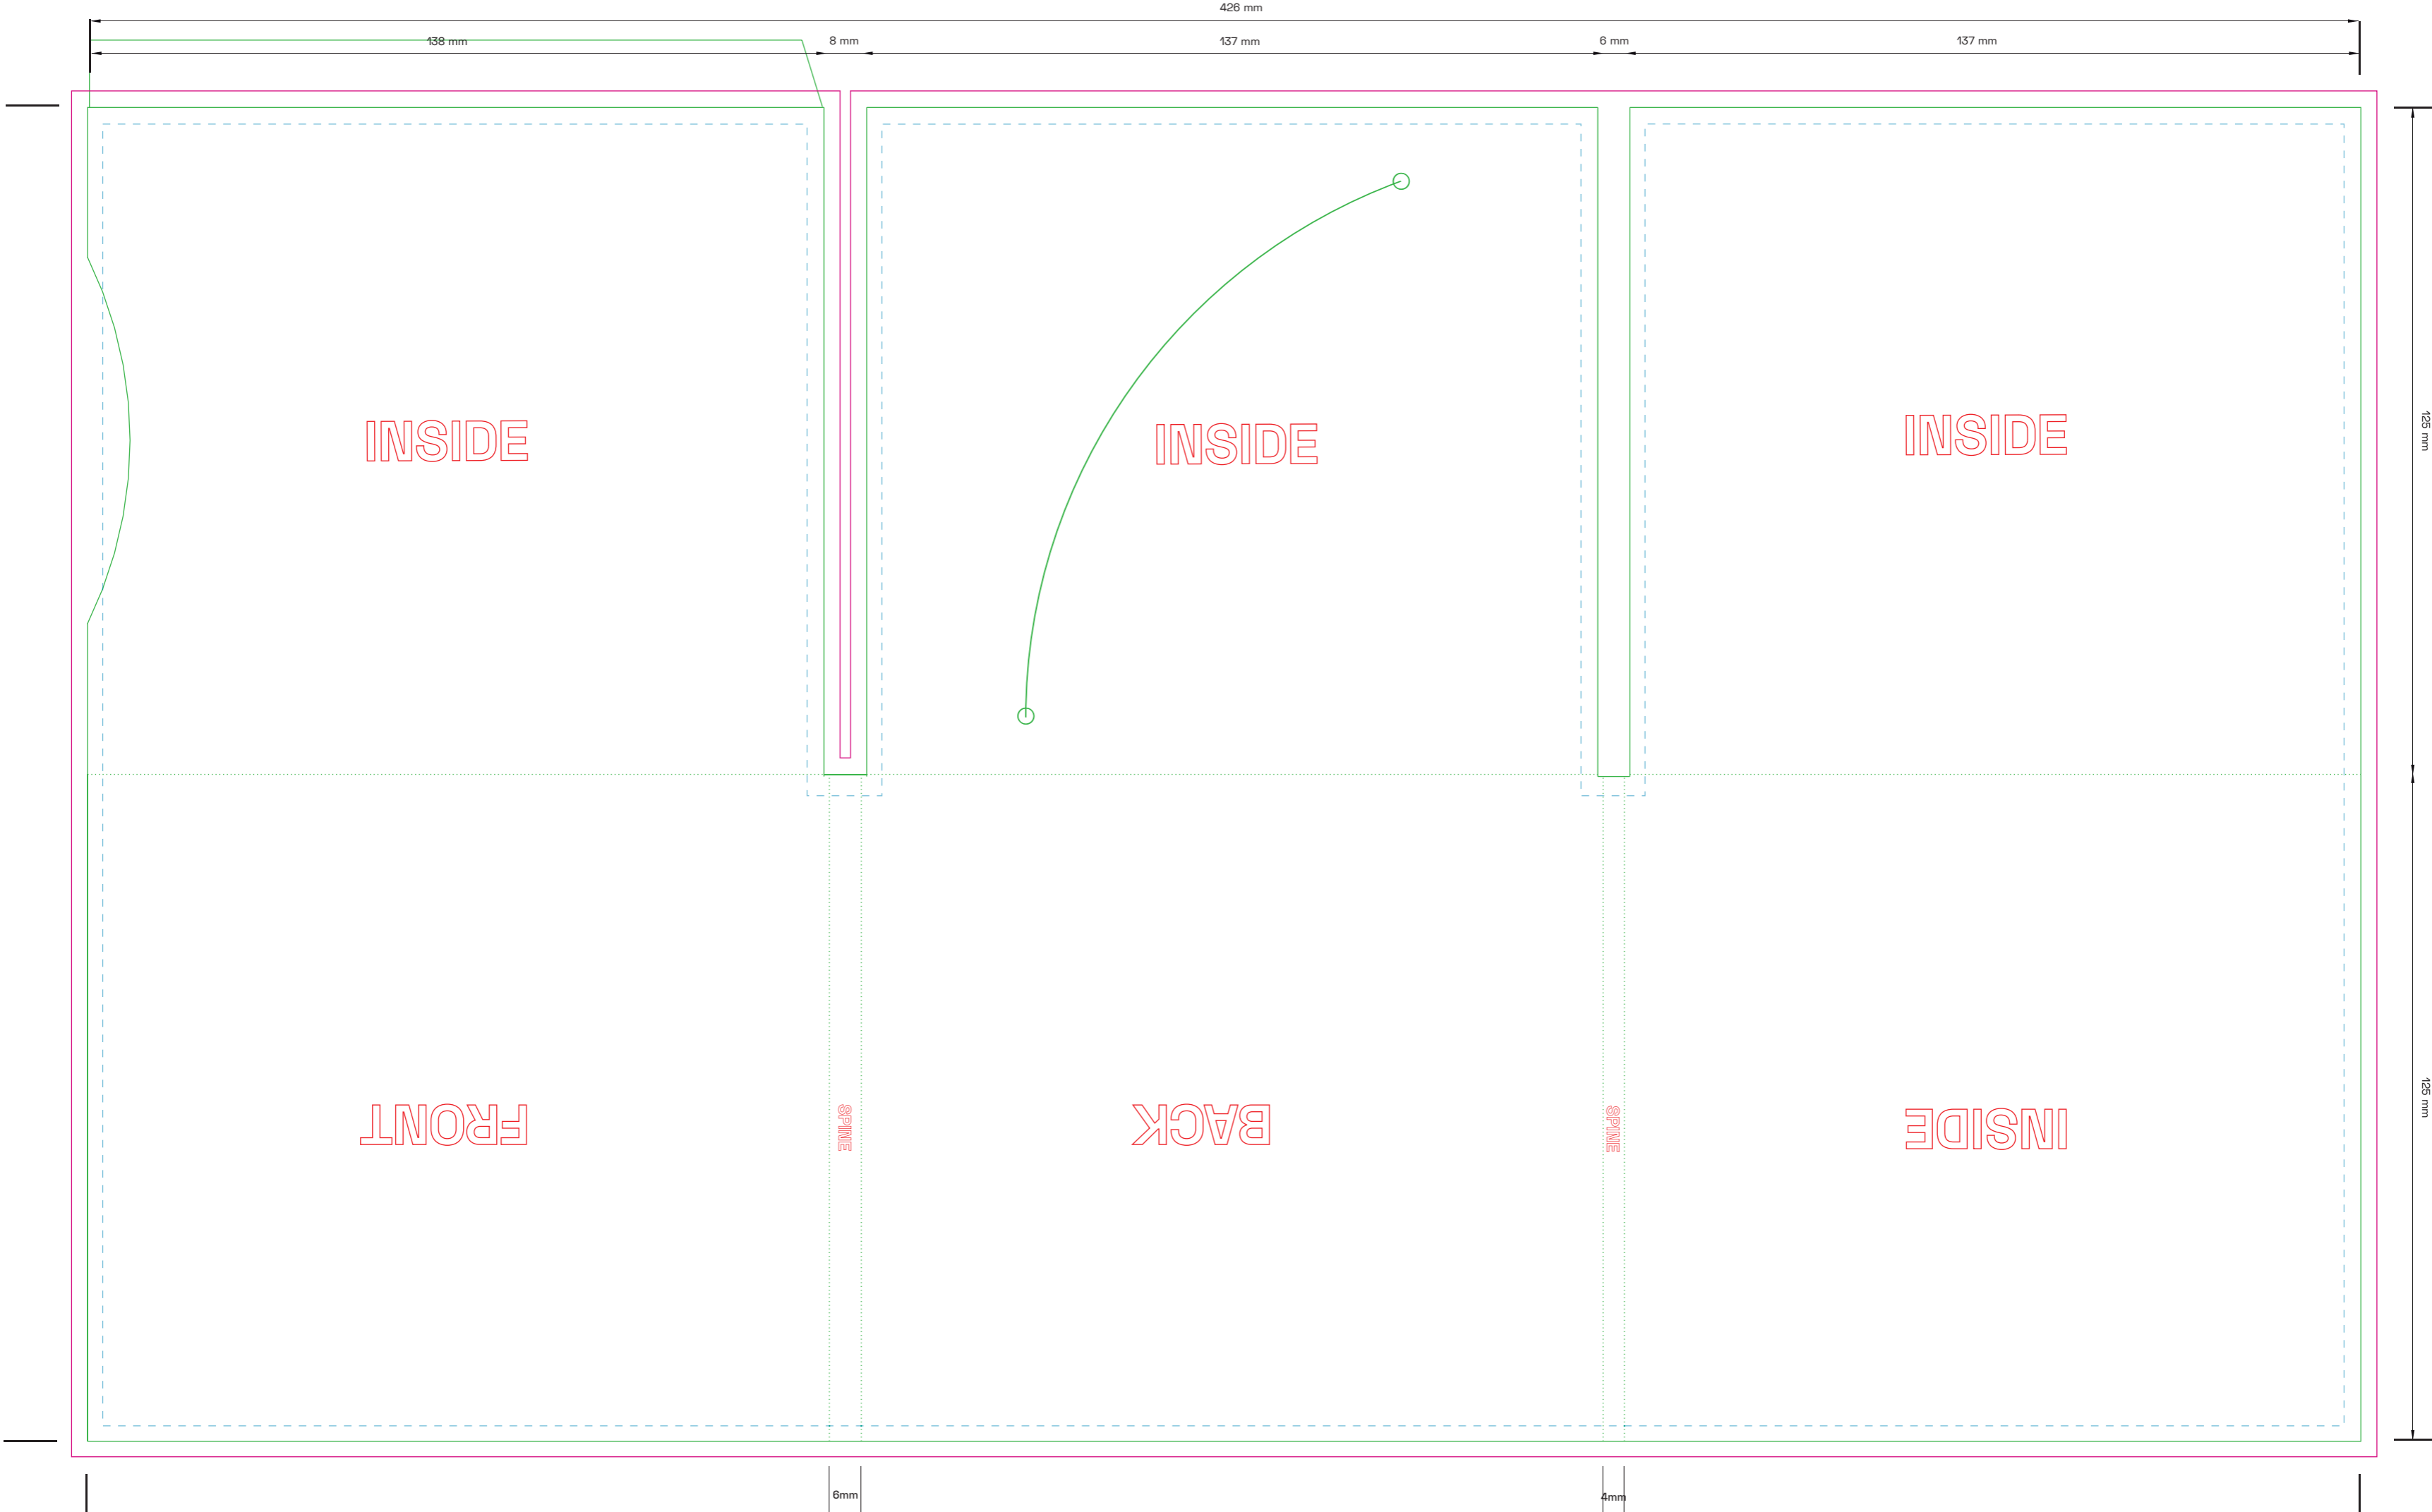 426 mm
138 mm
8 mm
137 mm
6 mm
137 mm
INSIDE
INSIDE
INSIDE
125 mm
FRONT
SPINE
BACK
SPINE
INSIDE
125 mm
6mm
4mm